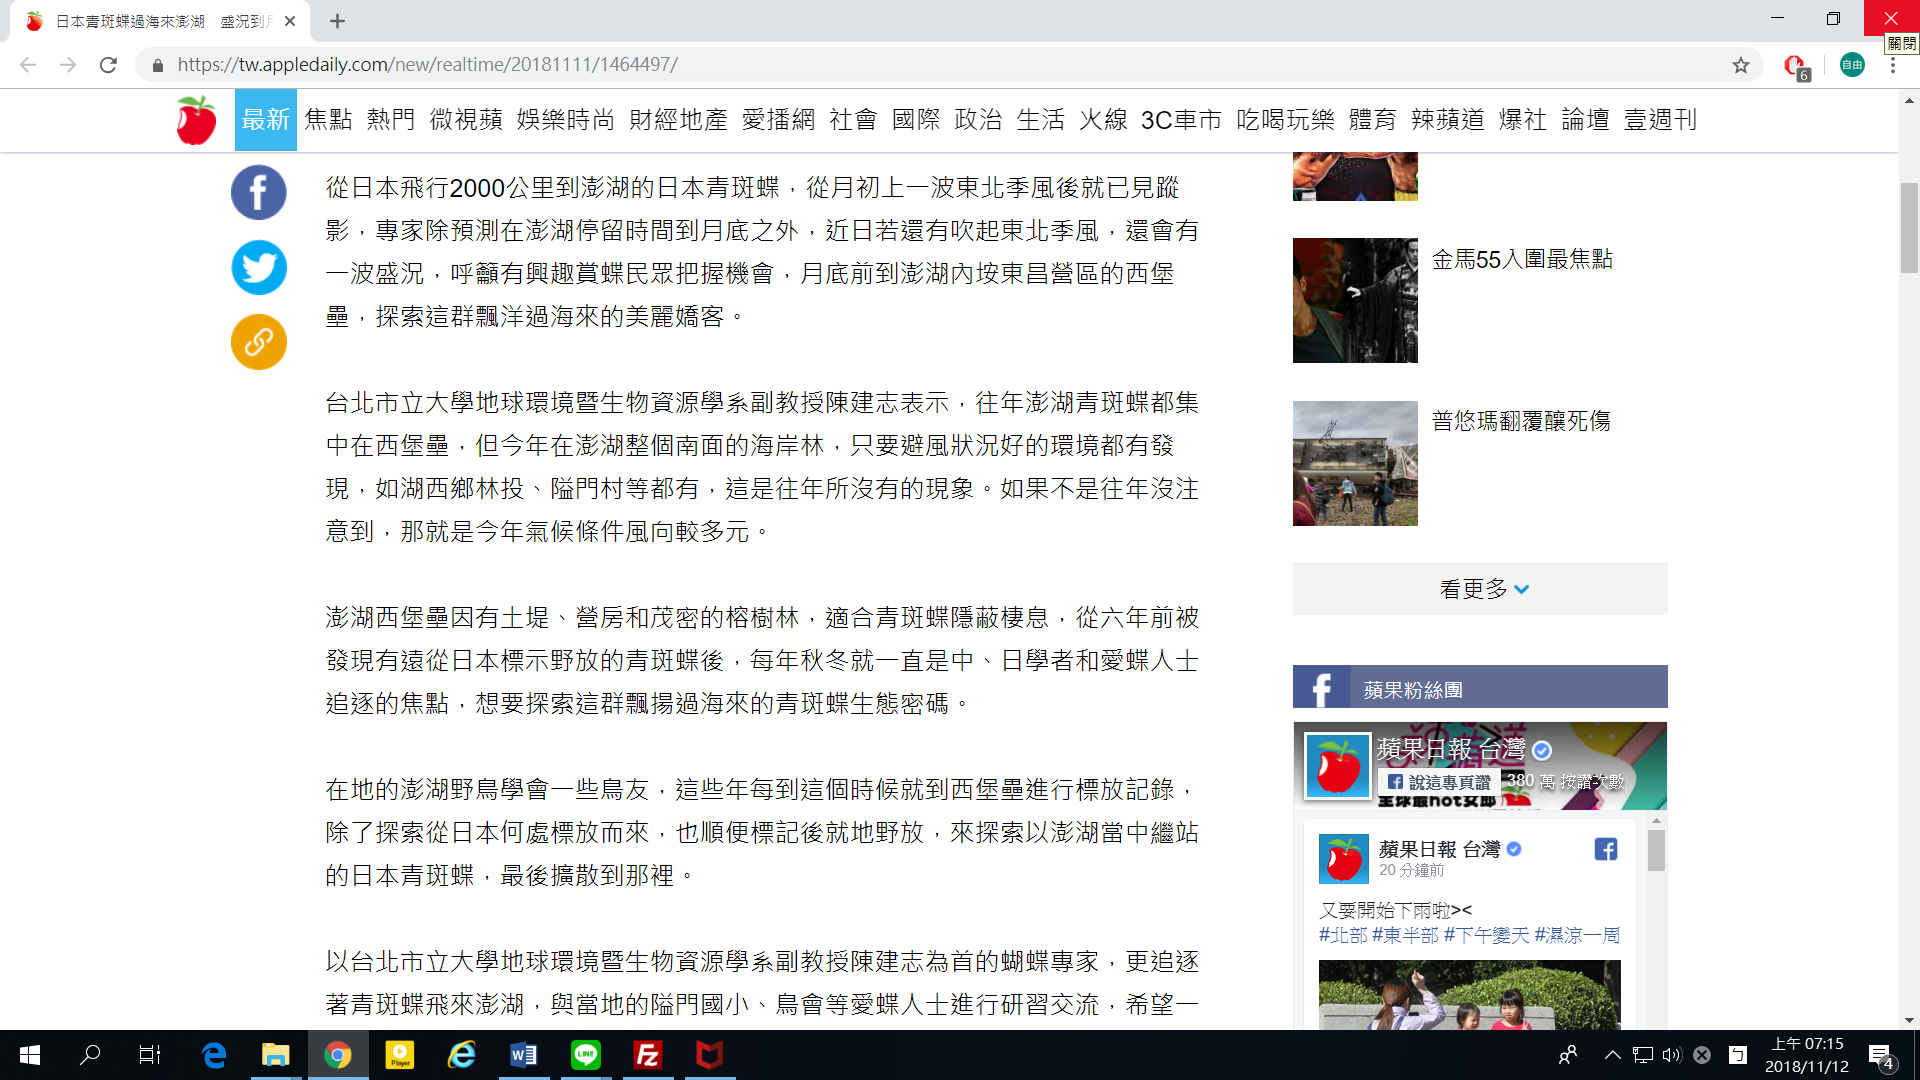 日本青斑蝶過海來澎湖 盛況到月
關閉
https://tw.appledaily.com/new/realtime/20181111/1464497/
6
自由
最新 焦點 熱門 微視蘋 娛樂時尚 財經地產 愛播網 社會 國際 政治 生活 火線 3C車市 吃喝玩樂 體育 辣蘋道 爆社 論壇 壹週刊
從日本飛行2000公里到澎湖的日本青斑蝶，從月初上一波東北季風後就已見蹤
影，專家除預測在澎湖停留時間到月底之外，近日若還有吹起東北季風，還會有
一波盛況，呼籲有興趣賞蝶民眾把握機會，月底前到澎湖內垵東昌營區的西堡
壘，探索這群飄洋過海來的美麗嬌客。
台北市立大學地球環境暨生物資源學系副教授陳建志表示，往年澎湖青斑蝶都集
中在西堡壘，但今年在澎湖整個南面的海岸林，只要避風狀況好的環境都有發
現，如湖西鄉林投、隘門村等都有，這是往年所沒有的現象。如果不是往年沒注
意到，那就是今年氣候條件風向較多元。
澎湖西堡壘因有土堤、營房和茂密的榕樹林，適合青斑蝶隱蔽棲息，從六年前被
發現有遠從日本標示野放的青斑蝶後，每年秋冬就一直是中、日學者和愛蝶人士
追逐的焦點，想要探索這群飄揚過海來的青斑蝶生態密碼。
在地的澎湖野鳥學會一些鳥友，這些年每到這個時候就到西堡壘進行標放記錄，
除了探索從日本何處標放而來，也順便標記後就地野放，來探索以澎湖當中繼站
的日本青斑蝶，最後擴散到那裡。
以台北市立大學地球環境暨生物資源學系副教授陳建志為首的蝴蝶專家，更追逐
著青斑蝶飛來澎湖，與當地的隘門國小、鳥會等愛蝶人士進行研習交流，希望一
金馬55入圍最焦點
普悠瑪翻覆釀死傷
看更多
蘋果粉絲團
蘋果日報 台灣
說這專頁讚
380 萬 按讚次數
全球最hot女郎
蘋果日報 台灣
20 分鐘前
又要開始下雨啦><
#北部 #東半部 #下午變天 #濕涼一周
Player
LINE
上午 07:15
2018/11/12
4